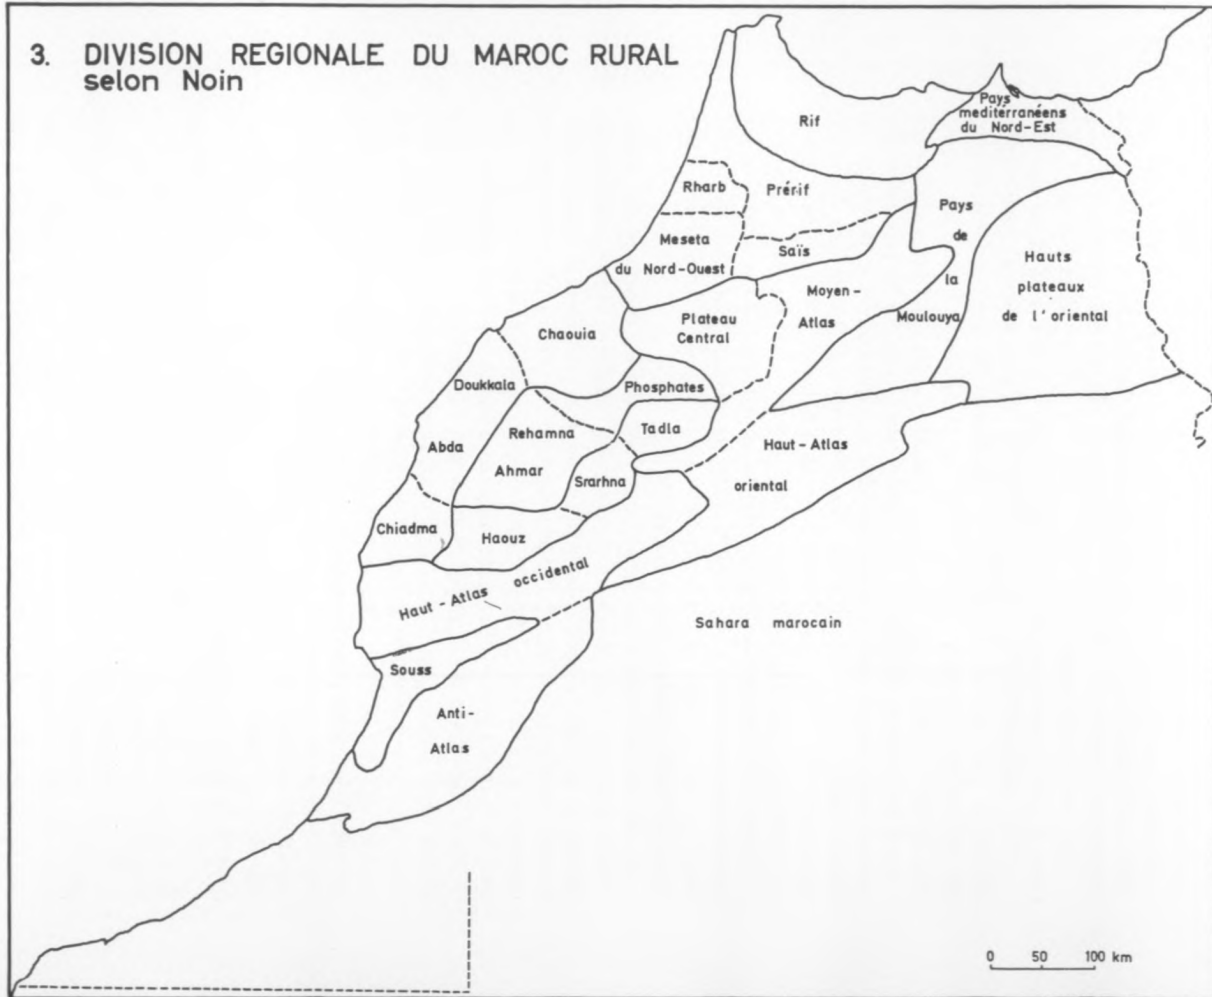 3. DIVISION REGIONALE DU MAROC RURAL
selon Noin
Rif
Pays
mediterranéens
du Nord-Est
Rharb
Prérif
Pays
de
la
Moulouya
Meseta
du Nord-Ouest
Saïs
Hauts
plateaux
de l'oriental
Moyen-
Atlas
Chaouia
Plateau
Central
Doukkala
Phosphates
Abda
Rehamna
Ahmar
Tadla
Srarhna
Haut-Atlas
oriental
Chiadma
Haouz
Haut-Atlas occidental
Sahara marocain
Souss
Anti-
Atlas
0 50 100 km